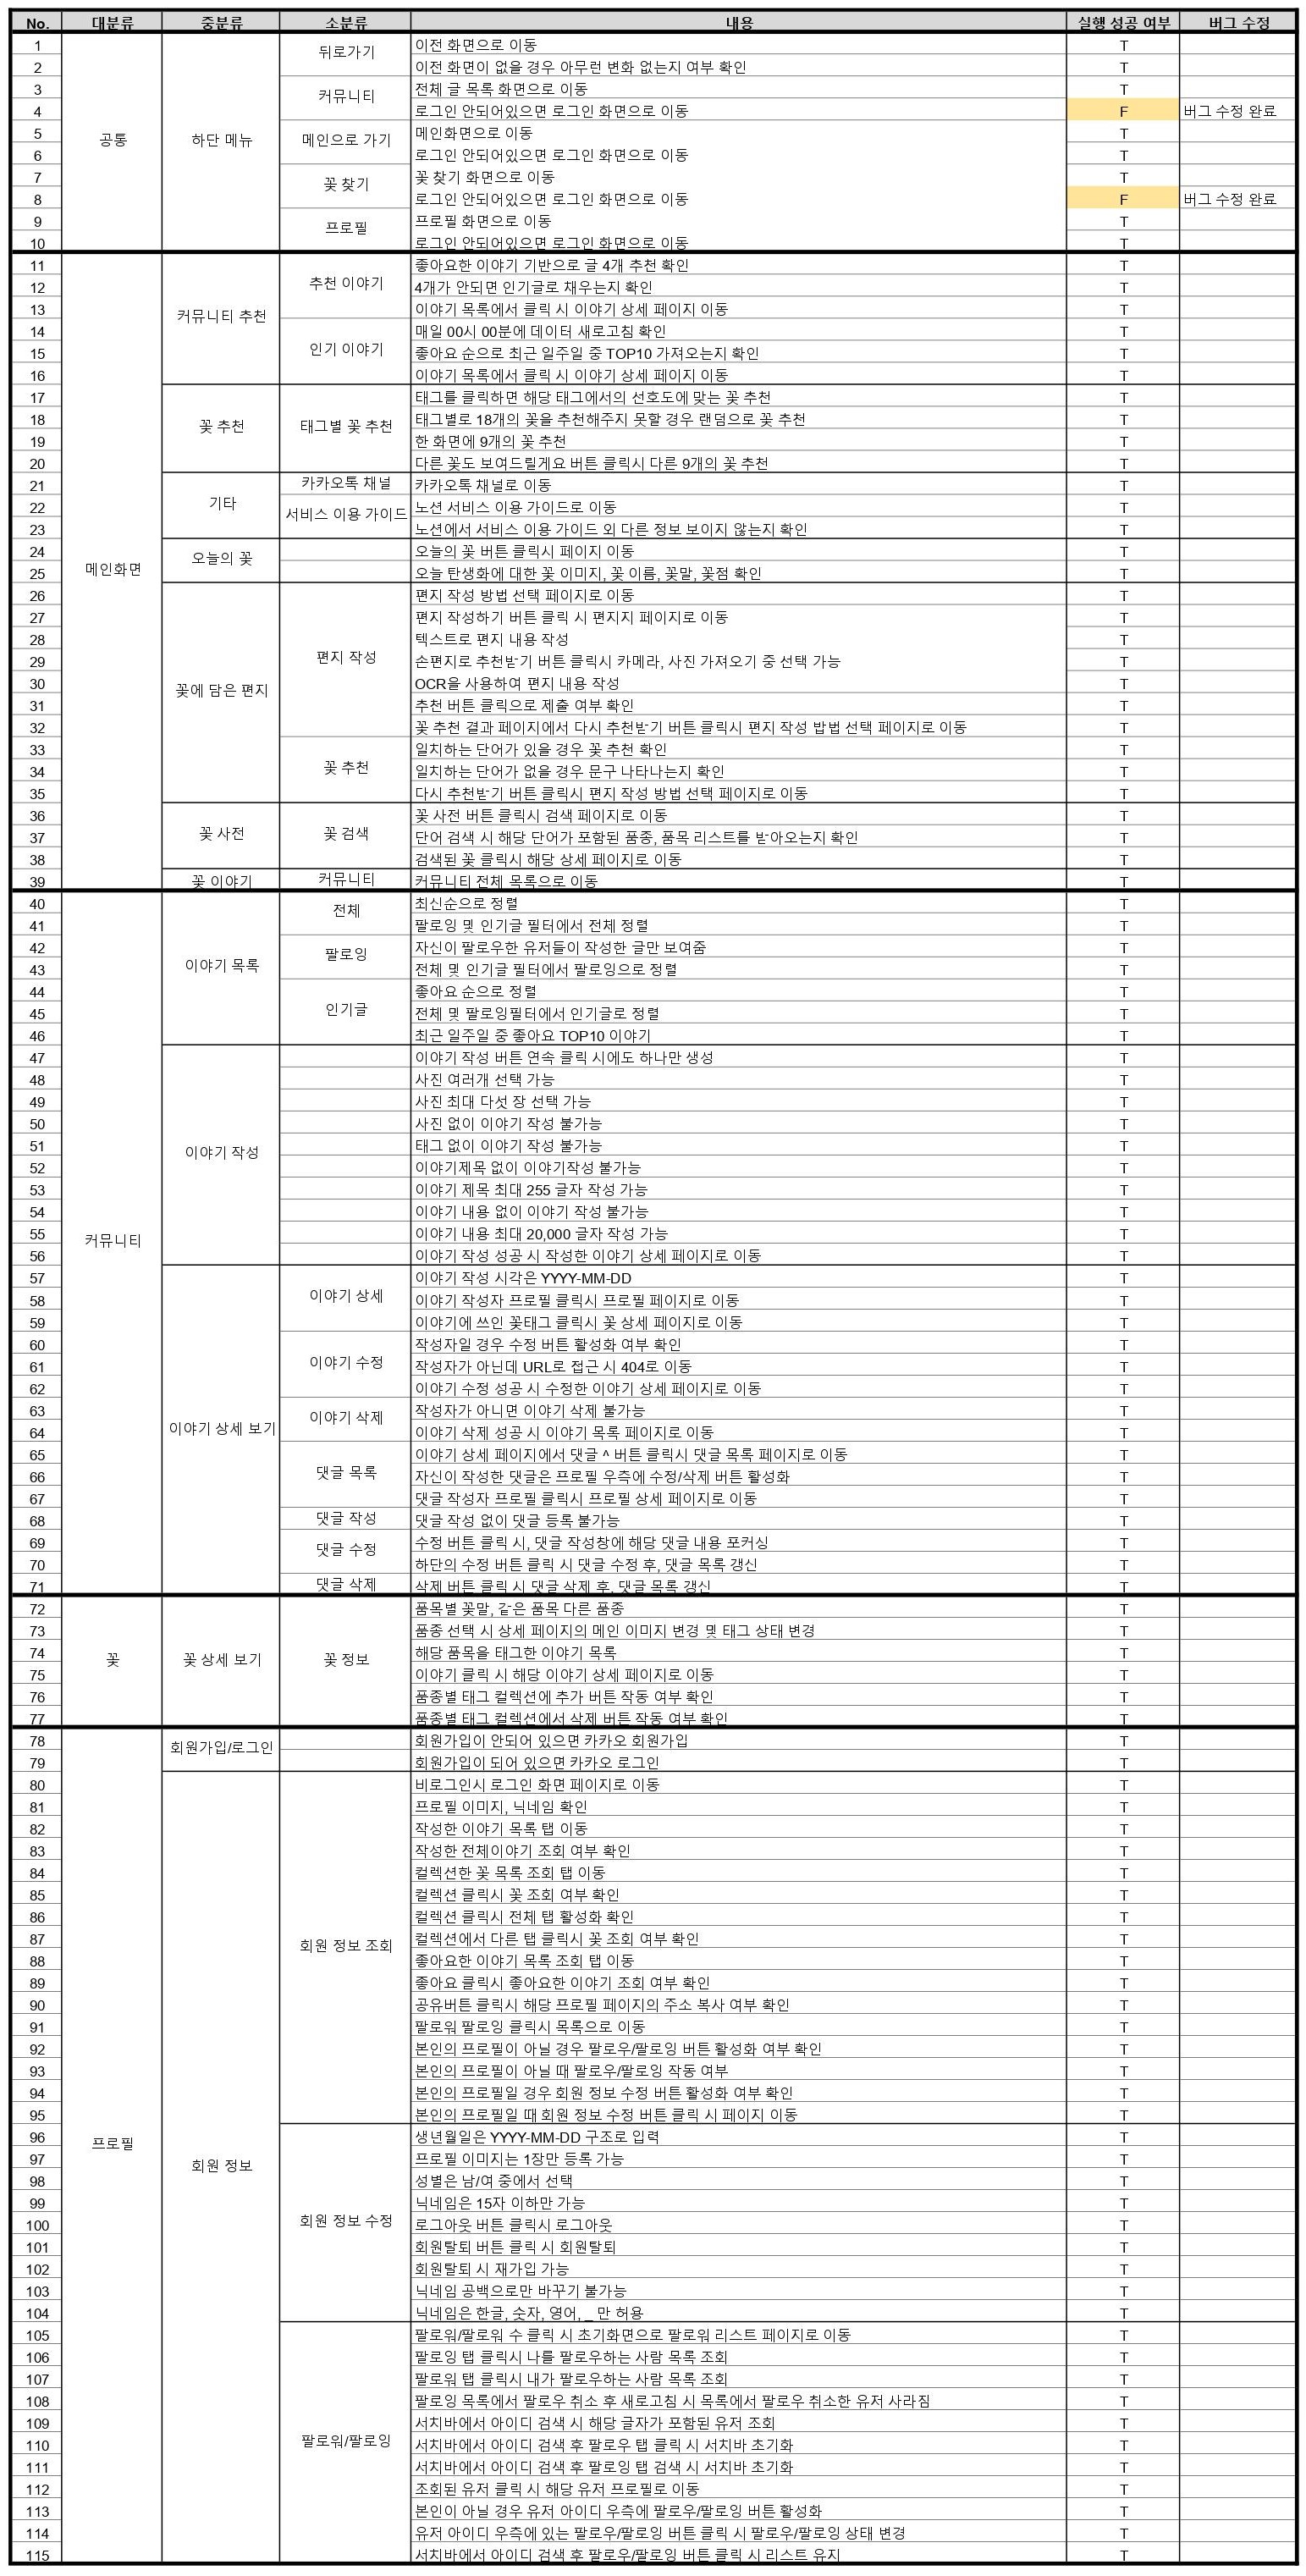 No. 대분류 중분류 소분류 내용 실행 성공 여부 버그 수정
1 공통 하단 메뉴 뒤로가기 이전 화면으로 이동 T
2 이전 화면이 없을 경우 아무런 변화 없는지 여부 확인 T
3 커뮤니티 전체 글 목록 화면으로 이동 T
4 로그인 안되어있으면 로그인 화면으로 이동 F 버그 수정 완료
5 메인으로 가기 메인화면으로 이동 T
6 로그인 안되어있으면 로그인 화면으로 이동 T
7 꽃 찾기 꽃 찾기 화면으로 이동 T
8 로그인 안되어있으면 로그인 화면으로 이동 F 버그 수정 완료
9 프로필 프로필 화면으로 이동 T
10 로그인 안되어있으면 로그인 화면으로 이동 T
11 메인화면 커뮤니티 추천 추천 이야기 좋아요한 이야기 기반으로 글 4개 추천 확인 T
12 4개가 안되면 인기글로 채우는지 확인 T
13 이야기 목록에서 클릭 시 이야기 상세 페이지 이동 T
14 인기 이야기 매일 00시 00분에 데이터 새로고침 확인 T
15 좋아요 순으로 최근 일주일 중 TOP10 가져오는지 확인 T
16 이야기 목록에서 클릭 시 이야기 상세 페이지 이동 T
17 꽃 추천 태그별 꽃 추천 태그를 클릭하면 해당 태그에서의 선호도에 맞는 꽃 추천 T
18 태그별로 18개의 꽃을 추천해주지 못할 경우 랜덤으로 꽃 추천 T
19 한 화면에 9개의 꽃 추천 T
20 다른 꽃도 보여드릴게요 버튼 클릭시 다른 9개의 꽃 추천 T
21 기타 카카오톡 채널 카카오톡 채널로 이동 T
22 서비스 이용 가이드 노션 서비스 이용 가이드로 이동 T
23 노션에서 서비스 이용 가이드 외 다른 정보 보이지 않는지 확인 T
24 오늘의 꽃 오늘의 꽃 버튼 클릭시 페이지 이동 T
25 오늘 탄생화에 대한 꽃 이미지, 꽃 이름, 꽃말, 꽃점 확인 T
26 꽃에 담은 편지 편지 작성 편지 작성 방법 선택 페이지로 이동 T
27 편지 작성하기 버튼 클릭 시 편지지 페이지로 이동 T
28 텍스트로 편지 내용 작성 T
29 손편지로 추천받기 버튼 클릭시 카메라, 사진 가져오기 중 선택 가능 T
30 OCR을 사용하여 편지 내용 작성 T
31 추천 버튼 클릭으로 제출 여부 확인 T
32 꽃 추천 결과 페이지에서 다시 추천받기 버튼 클릭시 편지 작성 밥법 선택 페이지로 이동 T
33 꽃 추천 일치하는 단어가 있을 경우 꽃 추천 확인 T
34 일치하는 단어가 없을 경우 문구 나타나는지 확인 T
35 다시 추천받기 버튼 클릭시 편지 작성 방법 선택 페이지로 이동 T
36 꽃 사전 꽃 검색 꽃 사전 버튼 클릭시 검색 페이지로 이동 T
37 단어 검색 시 해당 단어가 포함된 품종, 품목 리스트를 받아오는지 확인 T
38 검색된 꽃 클릭시 해당 상세 페이지로 이동 T
39 꽃 이야기 커뮤니티 커뮤니티 전체 목록으로 이동 T
40 커뮤니티 이야기 목록 전체 최신순으로 정렬 T
41 팔로잉 및 인기글 필터에서 전체 정렬 T
42 팔로잉 자신이 팔로우한 유저들이 작성한 글만 보여줌 T
43 전체 및 인기글 필터에서 팔로잉으로 정렬 T
44 인기글 좋아요 순으로 정렬 T
45 전체 및 팔로잉필터에서 인기글로 정렬 T
46 최근 일주일 중 좋아요 TOP10 이야기 T
47 이야기 작성 이야기 작성 버튼 연속 클릭 시에도 하나만 생성 T
48 사진 여러개 선택 가능 T
49 사진 최대 다섯 장 선택 가능 T
50 사진 없이 이야기 작성 불가능 T
51 태그 없이 이야기 작성 불가능 T
52 이야기제목 없이 이야기작성 불가능 T
53 이야기 제목 최대 255 글자 작성 가능 T
54 이야기 내용 없이 이야기 작성 불가능 T
55 이야기 내용 최대 20,000 글자 작성 가능 T
56 이야기 작성 성공 시 작성한 이야기 상세 페이지로 이동 T
57 이야기 상세 보기 이야기 상세 이야기 작성 시각은 YYYY-MM-DD T
58 이야기 작성자 프로필 클릭시 프로필 페이지로 이동 T
59 이야기에 쓰인 꽃태그 클릭시 꽃 상세 페이지로 이동 T
60 이야기 수정 작성자일 경우 수정 버튼 활성화 여부 확인 T
61 작성자가 아닌데 URL로 접근 시 404로 이동 T
62 이야기 수정 성공 시 수정한 이야기 상세 페이지로 이동 T
63 이야기 삭제 작성자가 아니면 이야기 삭제 불가능 T
64 이야기 삭제 성공 시 이야기 목록 페이지로 이동 T
65 댓글 목록 이야기 상세 페이지에서 댓글 ^ 버튼 클릭시 댓글 목록 페이지로 이동 T
66 자신이 작성한 댓글은 프로필 우측에 수정/삭제 버튼 활성화 T
67 댓글 작성자 프로필 클릭시 프로필 상세 페이지로 이동 T
68 댓글 작성 댓글 작성 없이 댓글 등록 불가능 T
69 댓글 수정 수정 버튼 클릭 시, 댓글 작성창에 해당 댓글 내용 포커싱 T
70 하단의 수정 버튼 클릭 시 댓글 수정 후, 댓글 목록 갱신 T
71 댓글 삭제 삭제 버튼 클릭 시 댓글 삭제 후, 댓글 목록 갱신 T
72 꽃 꽃 상세 보기 꽃 정보 품목별 꽃말, 같은 품목 다른 품종 T
73 품종 선택 시 상세 페이지의 메인 이미지 변경 및 태그 상태 변경 T
74 해당 품목을 태그한 이야기 목록 T
75 이야기 클릭 시 해당 이야기 상세 페이지로 이동 T
76 품종별 태그 컬렉션에 추가 버튼 작동 여부 확인 T
77 품종별 태그 컬렉션에서 삭제 버튼 작동 여부 확인 T
78 프로필 회원가입/로그인 회원가입이 안되어 있으면 카카오 회원가입 T
79 회원가입이 되어 있으면 카카오 로그인 T
80 회원 정보 회원 정보 조회 비로그인시 로그인 화면 페이지로 이동 T
81 프로필 이미지, 닉네임 확인 T
82 작성한 이야기 목록 탭 이동 T
83 작성한 전체이야기 조회 여부 확인 T
84 컬렉션한 꽃 목록 조회 탭 이동 T
85 컬렉션 클릭시 꽃 조회 여부 확인 T
86 컬렉션 클릭시 전체 탭 활성화 확인 T
87 컬렉션에서 다른 탭 클릭시 꽃 조회 여부 확인 T
88 좋아요한 이야기 목록 조회 탭 이동 T
89 좋아요 클릭시 좋아요한 이야기 조회 여부 확인 T
90 공유버튼 클릭시 해당 프로필 페이지의 주소 복사 여부 확인 T
91 팔로워 팔로잉 클릭시 목록으로 이동 T
92 본인의 프로필이 아닐 경우 팔로우/팔로잉 버튼 활성화 여부 확인 T
93 본인의 프로필이 아닐 때 팔로우/팔로잉 작동 여부 T
94 본인의 프로필일 경우 회원 정보 수정 버튼 활성화 여부 확인 T
95 본인의 프로필일 때 회원 정보 수정 버튼 클릭 시 페이지 이동 T
96 회원 정보 수정 생년월일은 YYYY-MM-DD 구조로 입력 T
97 프로필 이미지는 1장만 등록 가능 T
98 성별은 남/여 중에서 선택 T
99 닉네임은 15자 이하만 가능 T
100 로그아웃 버튼 클릭시 로그아웃 T
101 회원탈퇴 버튼 클릭 시 회원탈퇴 T
102 회원탈퇴 시 재가입 가능 T
103 닉네임 공백으로만 바꾸기 불가능 T
104 닉네임은 한글, 숫자, 영어, _ 만 허용 T
105 팔로워/팔로잉 팔로워/팔로워 수 클릭 시 초기화면으로 팔로워 리스트 페이지로 이동 T
106 팔로잉 탭 클릭시 나를 팔로우하는 사람 목록 조회 T
107 팔로워 탭 클릭시 내가 팔로우하는 사람 목록 조회 T
108 팔로잉 목록에서 팔로우 취소 후 새로고침 시 목록에서 팔로우 취소한 유저 사라짐 T
109 서치바에서 아이디 검색 시 해당 글자가 포함된 유저 조회 T
110 서치바에서 아이디 검색 후 팔로우 탭 클릭 시 서치바 초기화 T
111 서치바에서 아이디 검색 후 팔로잉 탭 검색 시 서치바 초기화 T
112 조회된 유저 클릭 시 해당 유저 프로필로 이동 T
113 본인이 아닐 경우 유저 아이디 우측에 팔로우/팔로잉 버튼 활성화 T
114 유저 아이디 우측에 있는 팔로우/팔로잉 버튼 클릭 시 팔로우/팔로잉 상태 변경 T
115 서치바에서 아이디 검색 후 팔로우/팔로잉 버튼 클릭 시 리스트 유지 T